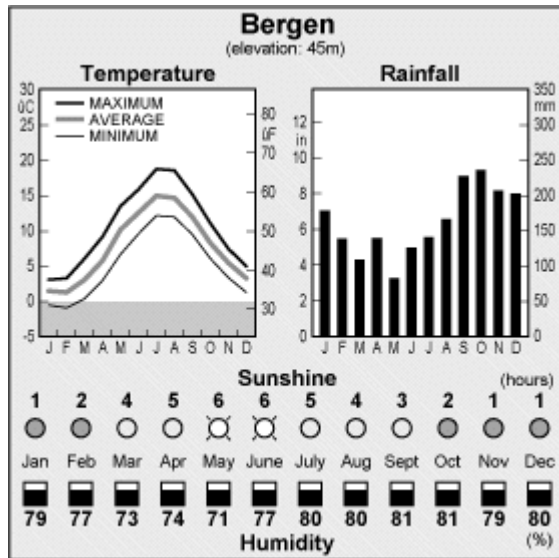 Bergen
(elevation: 45m)
Temperature
Rainfall
30
ûC
25
20
15
10
5
0
-5
MAXIMUM
AVERAGE
MINIMUM
80
ûF
70
60
50
40
30
J F M A M J J A S O N D
12
in
10
8
6
4
2
0
350
mm
300
250
200
150
100
50
0
J F M A M J J A S O N D
Sunshine (hours)
1 2 4 5 6 6 5 4 3 2 1 1
Jan Feb Mar Apr May June July Aug Sept Oct Nov Dec
79 77 73 74 71 77 80 80 81 81 79 80
Humidity (%)